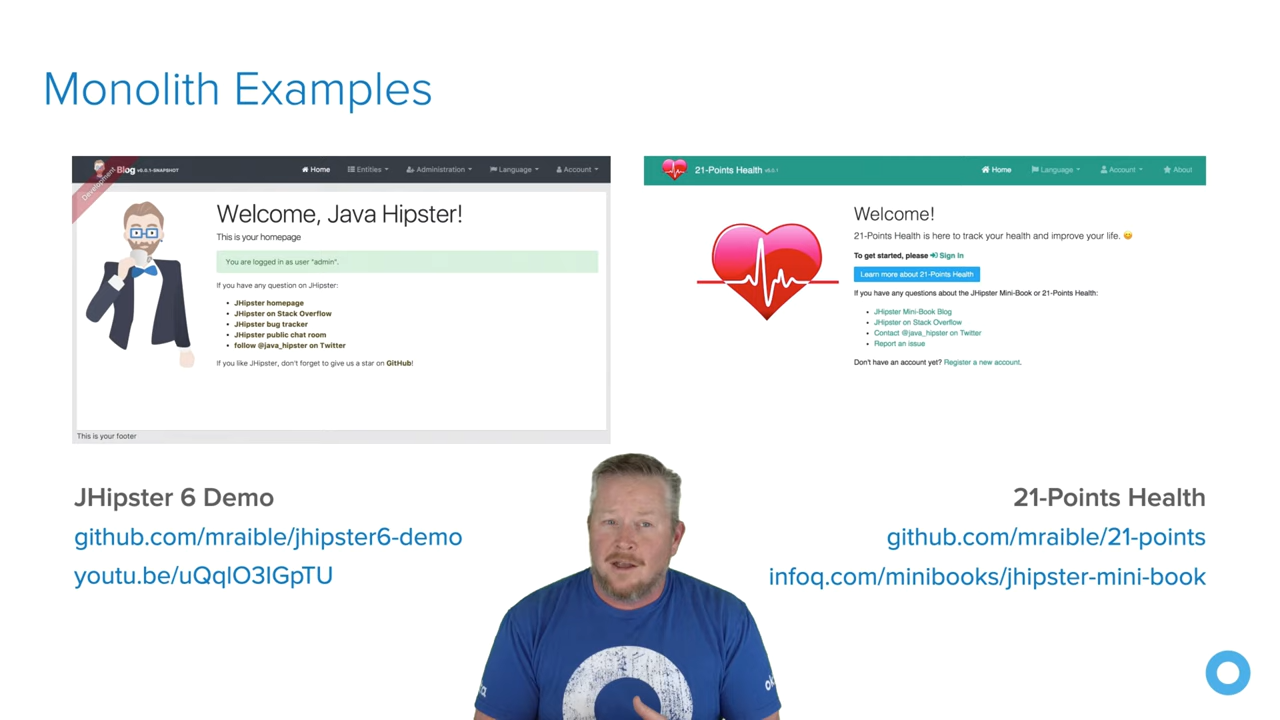 Monolith Examples
Development
J-Blog v0.0.1-SNAPSHOT
Home
Entities
Administration
Language
Account
Welcome, Java Hipster!
This is your homepage
You are logged in as user "admin".
If you have any question on JHipster:
JHipster homepage
JHipster on Stack Overflow
JHipster bug tracker
JHipster public chat room
follow @java_hipster on Twitter
If you like JHipster, don't forget to give us a star on GitHub!
This is your footer
21-Points Health
Home
Language
Account
About
Welcome!
21-Points Health is here to track your health and improve your life. 😊
To get started, please Sign In
Learn more about 21-Points Health
If you have any questions about the JHipster Mini-Book or 21-Points Health:
JHipster Mini-Book Blog
JHipster on Stack Overflow
Contact @java_hipster on Twitter
Report an issue
Don't have an account yet? Register a new account.
JHipster 6 Demo
github.com/mraible/jhipster6-demo
youtu.be/uQqlO3IGpTU
21-Points Health
github.com/mraible/21-points
infoq.com/minibooks/jhipster-mini-book